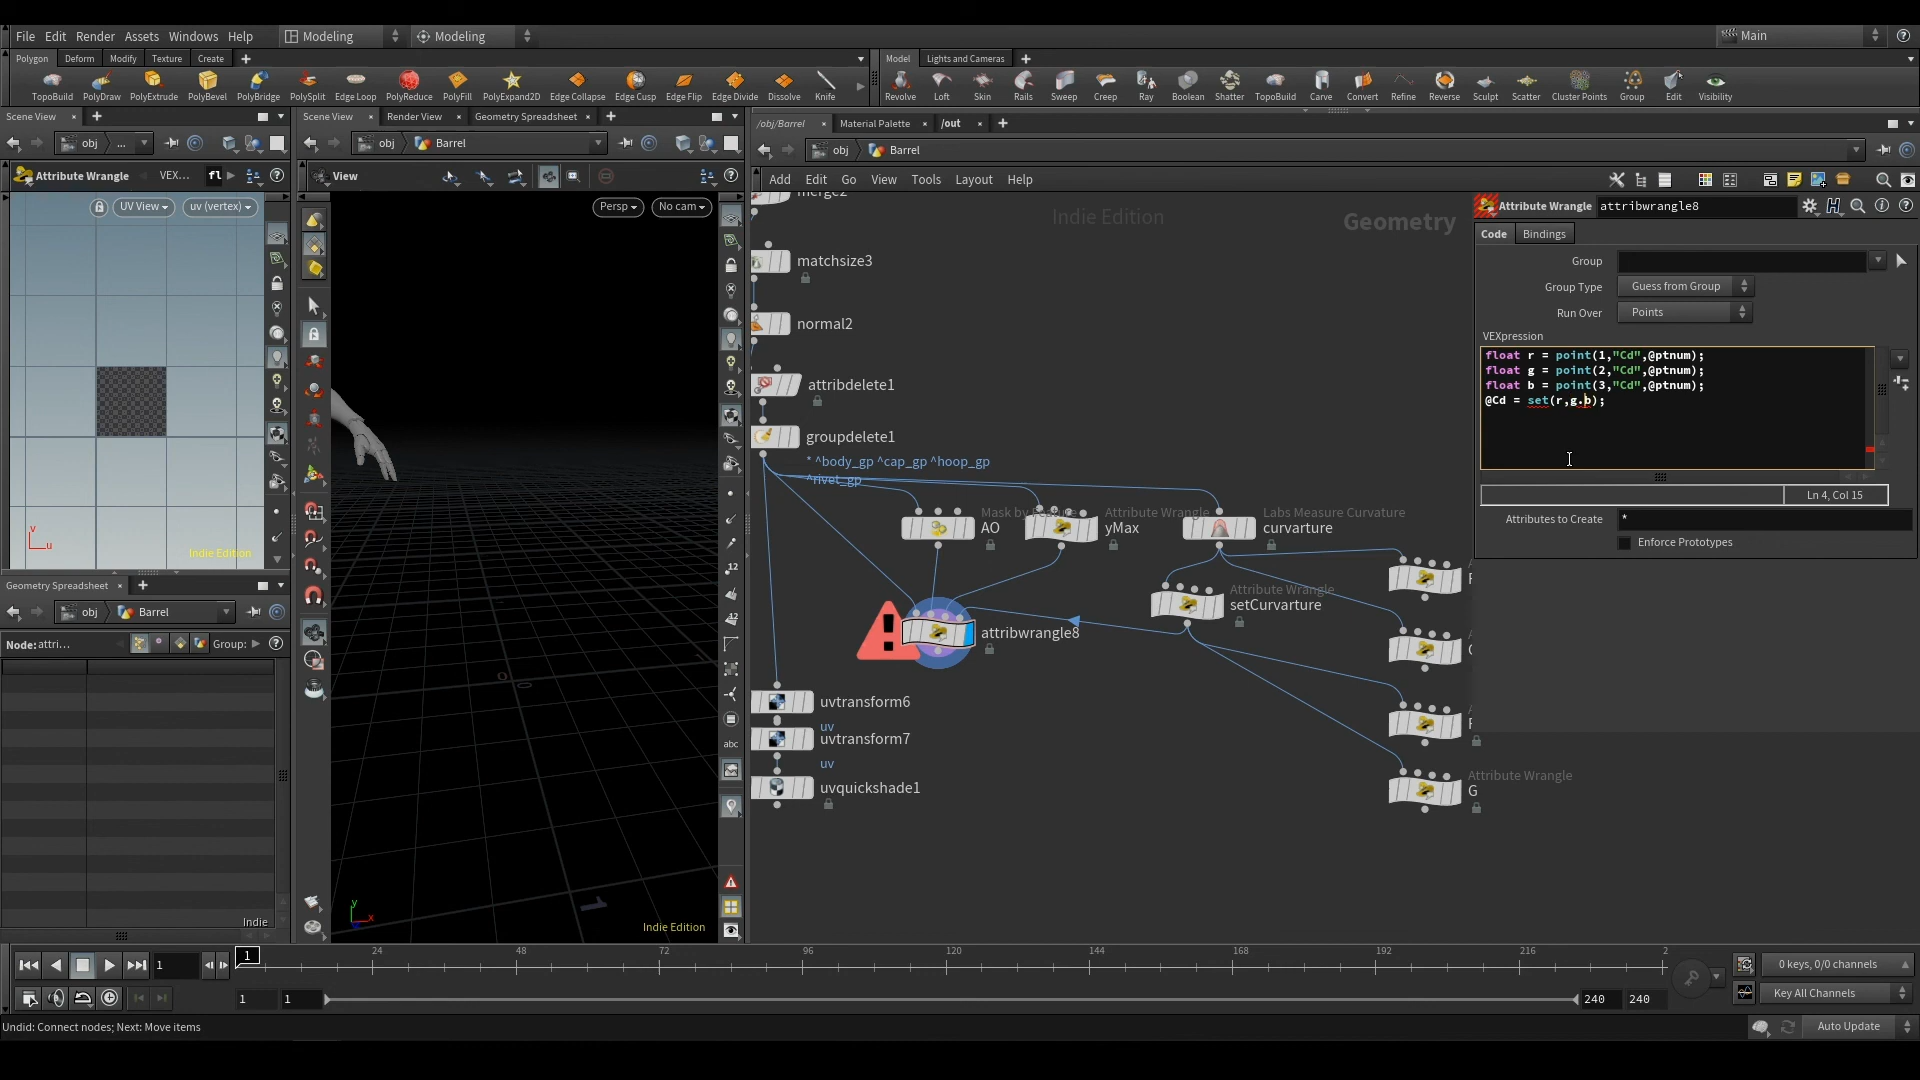 File Edit Render Assets Windows Help Modeling Modeling Main
Polygon Deform Modify Texture Create Model Lights and Cameras
TopoBuild PolyDraw PolyExtrude PolyBevel PolyBridge PolySplit Edge Loop PolyReduce PolyFill PolyExpand2D Edge Collapse Edge Cusp Edge Flip Edge Divide Dissolve Knife Revolve Loft Skin Rails Sweep Creep Ray Boolean Shatter TopoBuild Carve Convert Refine Reverse Sculpt Scatter Cluster Points Group Edit Visibility
Scene View Scene View Render View Geometry Spreadsheet /obj/Barrel Material Palette /out
obj ... obj Barrel obj Barrel
Attribute Wrangle VEX... fl View Add Edit Go View Tools Layout Help
UV View uv (vertex) Persp No cam
Indie Edition Geometry
Attribute Wrangle attribwrangle8
Code Bindings
Group
Group Type Guess from Group
Run Over Points
VEXpression
float r = point(1,"Cd",@ptnum);
float g = point(2,"Cd",@ptnum);
float b = point(3,"Cd",@ptnum);
@Cd = set(r,g.b);
Ln 4, Col 15
Attributes to Create *
Enforce Prototypes
merge2
matchsize3
normal2
attribdelete1
groupdelete1
* ^body_gp ^cap_gp ^hoop_gp
^rivet_gp
Mask by Feature
AO
Attribute Wrangle
yMax
Labs Measure Curvature
curvarture
Attribute Wrangle
setCurvarture
attribwrangle8
uvtransform6
uv
uvtransform7
uv
uvquickshade1
Attribute Wrangle
G
v
u
Indie Edition
Geometry Spreadsheet
obj Barrel
Node: attri... Group:
Indie
y
x
Indie Edition
12
12
abc
1 1 24 48 72 96 120 144 168 192 216 2
0 keys, 0/0 channels
1 1 240 240 Key All Channels
Undid: Connect nodes; Next: Move items Auto Update